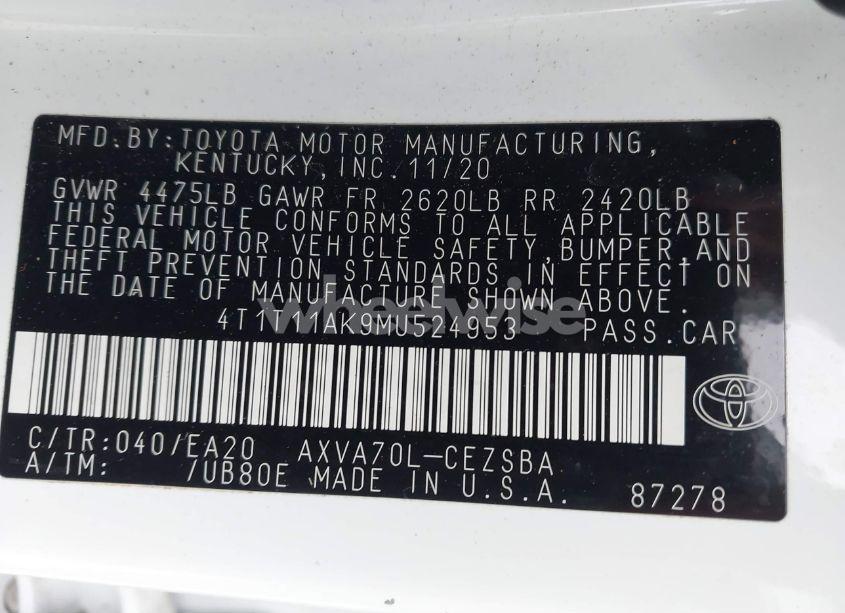 MFD.BY:TOYOTA MOTOR MANUFACTURING,
KENTUCKY,INC.11/20
GVWR 4475LB GAWR FR 2620LB RR 2420LB
THIS VEHICLE CONFORMS TO ALL APPLICABLE
FEDERAL MOTOR VEHICLE SAFETY,BUMPER,AND
THEFT PREVENTION STANDARDS IN EFFECT ON
THE DATE OF MANUFACTURE SHOWN ABOVE.
wheelwise
PASS.CAR
C/TR:040/EA20 AXVA70L-CEZSBA
A/TM: /UB80E MADE IN U.S.A. 87278